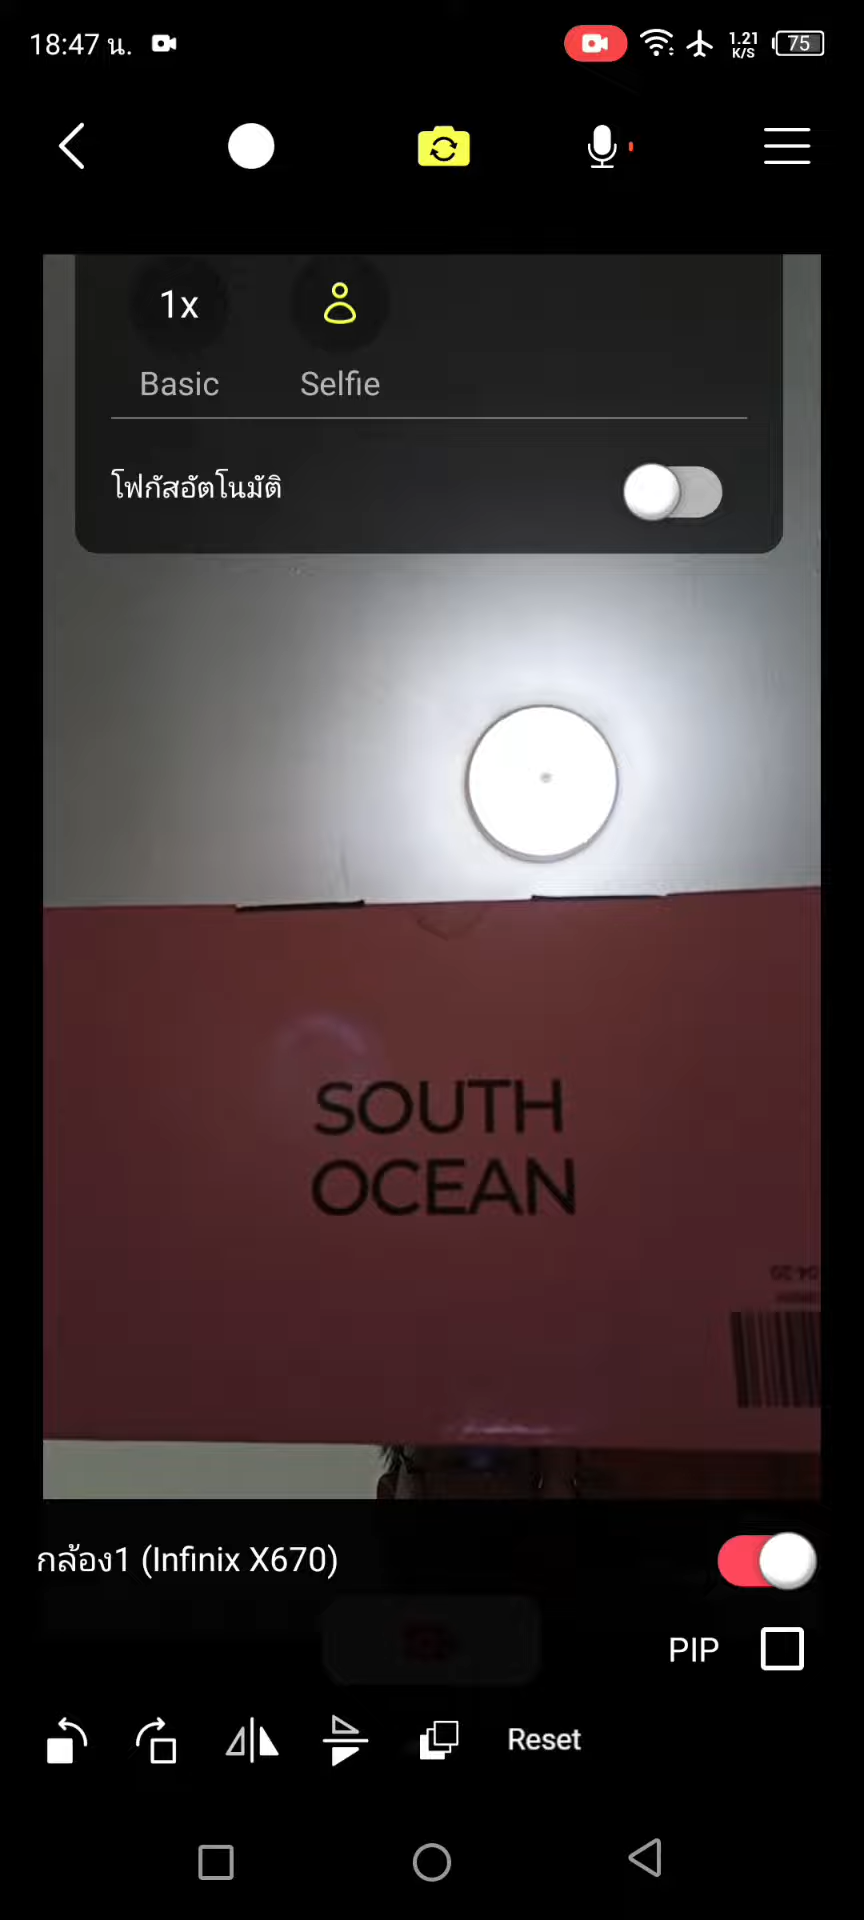 18:47 น.
1.21
K/S
75
1x
Basic
Selfie
โฟกัสอัตโนมัติ
SOUTH
OCEAN
กล้อง1 (Infinix X670)
PIP
Reset